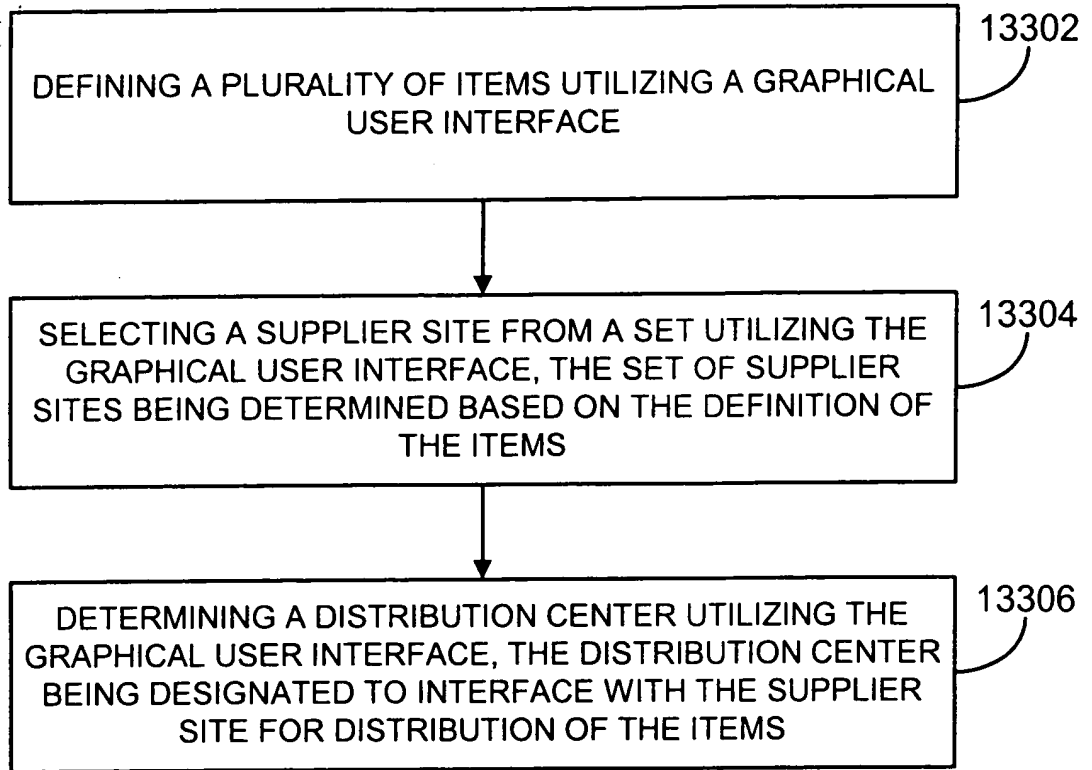 13302
DEFINING A PLURALITY OF ITEMS UTILIZING A GRAPHICAL
USER INTERFACE
13304
SELECTING A SUPPLIER SITE FROM A SET UTILIZING THE
GRAPHICAL USER INTERFACE, THE SET OF SUPPLIER
SITES BEING DETERMINED BASED ON THE DEFINITION OF
THE ITEMS
13306
DETERMINING A DISTRIBUTION CENTER UTILIZING THE
GRAPHICAL USER INTERFACE, THE DISTRIBUTION CENTER
BEING DESIGNATED TO INTERFACE WITH THE SUPPLIER
SITE FOR DISTRIBUTION OF THE ITEMS